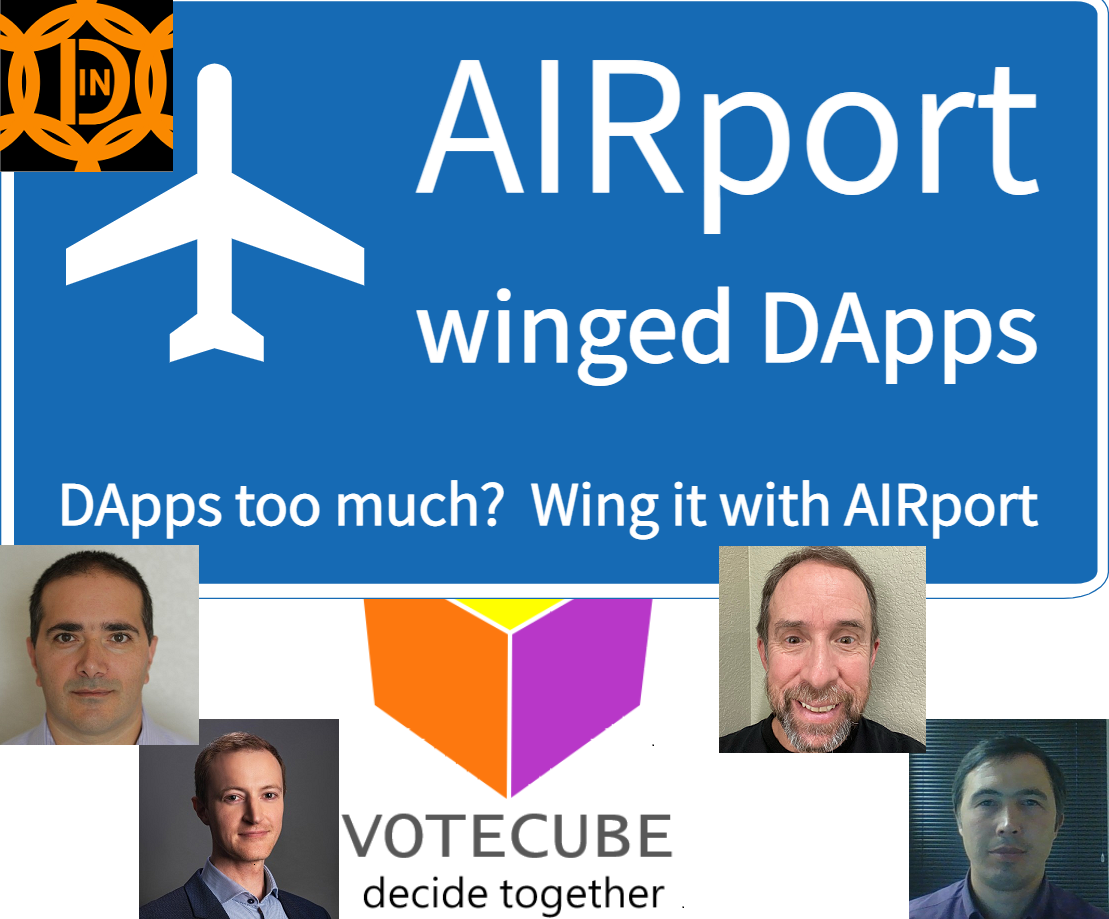 D
IN
AIRport
winged DApps
DApps too much?  Wing it with AIRport
VOTECUBE
decide together